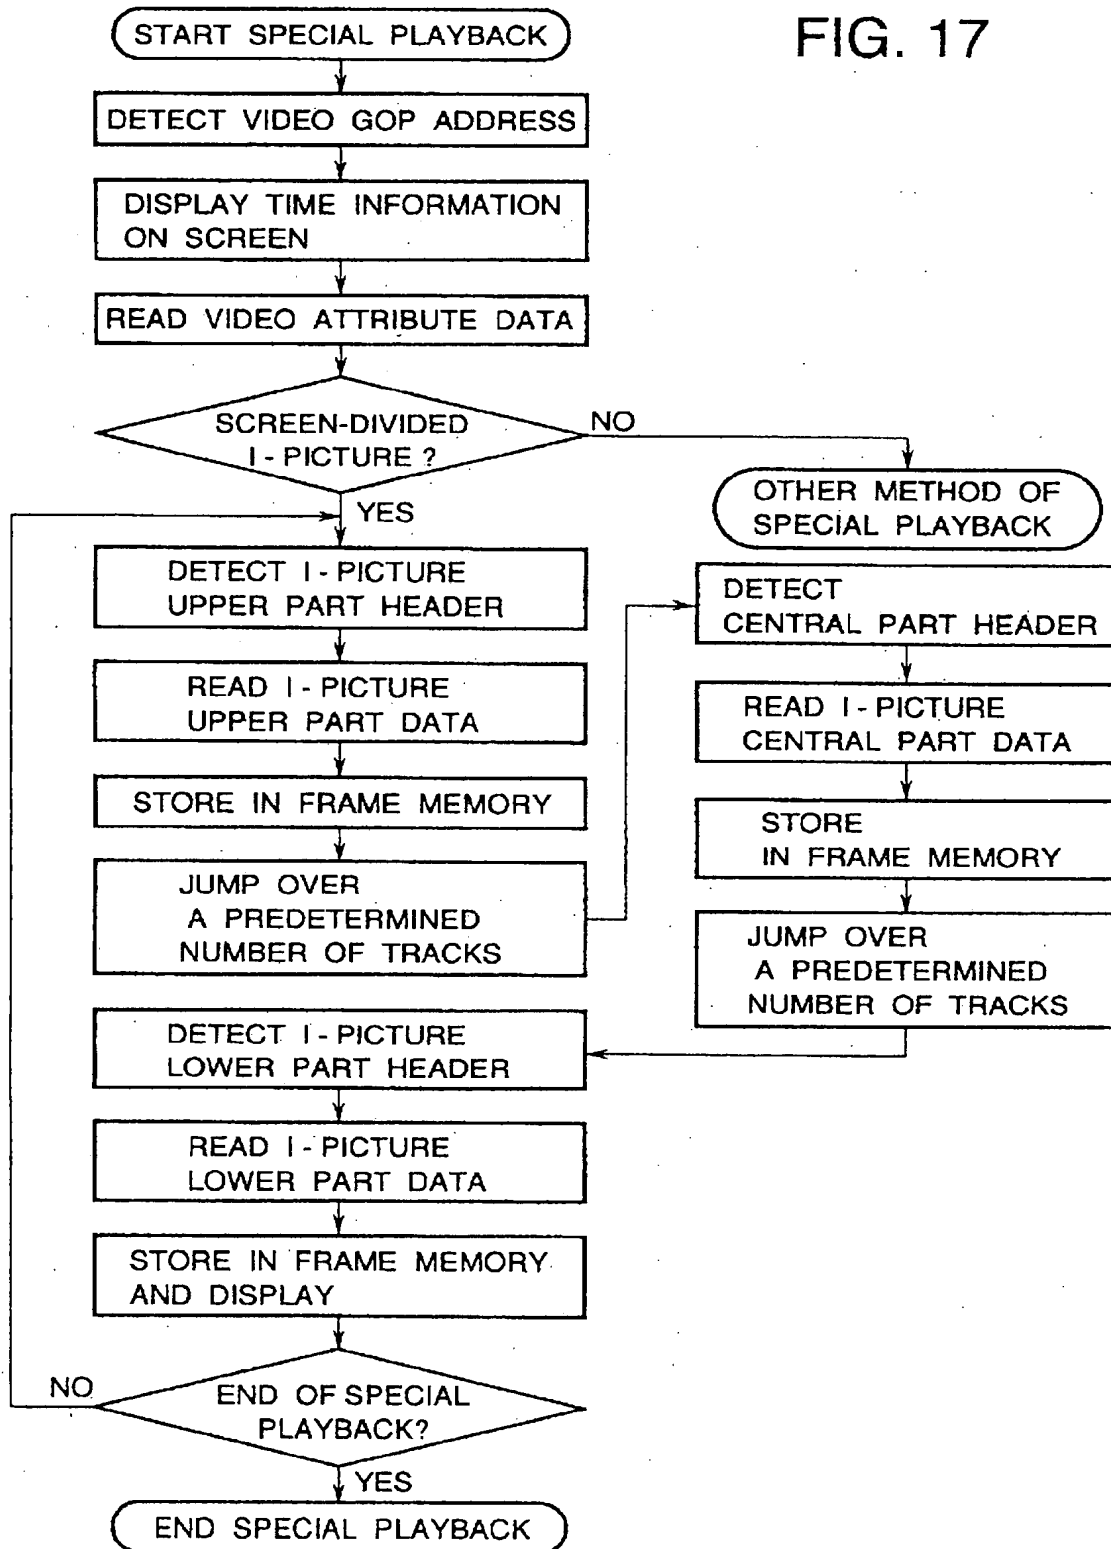 FIG. 17
START SPECIAL PLAYBACK
DETECT VIDEO GOP ADDRESS
DISPLAY TIME INFORMATION
ON SCREEN
READ VIDEO ATTRIBUTE DATA
SCREEN-DIVIDED
I-PICTURE ?
NO
YES
OTHER METHOD OF
SPECIAL PLAYBACK
DETECT I-PICTURE
UPPER PART HEADER
READ I-PICTURE
UPPER PART DATA
STORE IN FRAME MEMORY
JUMP OVER
A PREDETERMINED
NUMBER OF TRACKS
DETECT
CENTRAL PART HEADER
READ I-PICTURE
CENTRAL PART DATA
STORE
IN FRAME MEMORY
JUMP OVER
A PREDETERMINED
NUMBER OF TRACKS
DETECT I-PICTURE
LOWER PART HEADER
READ I-PICTURE
LOWER PART DATA
STORE IN FRAME MEMORY
AND DISPLAY
NO
END OF SPECIAL
PLAYBACK?
YES
END SPECIAL PLAYBACK